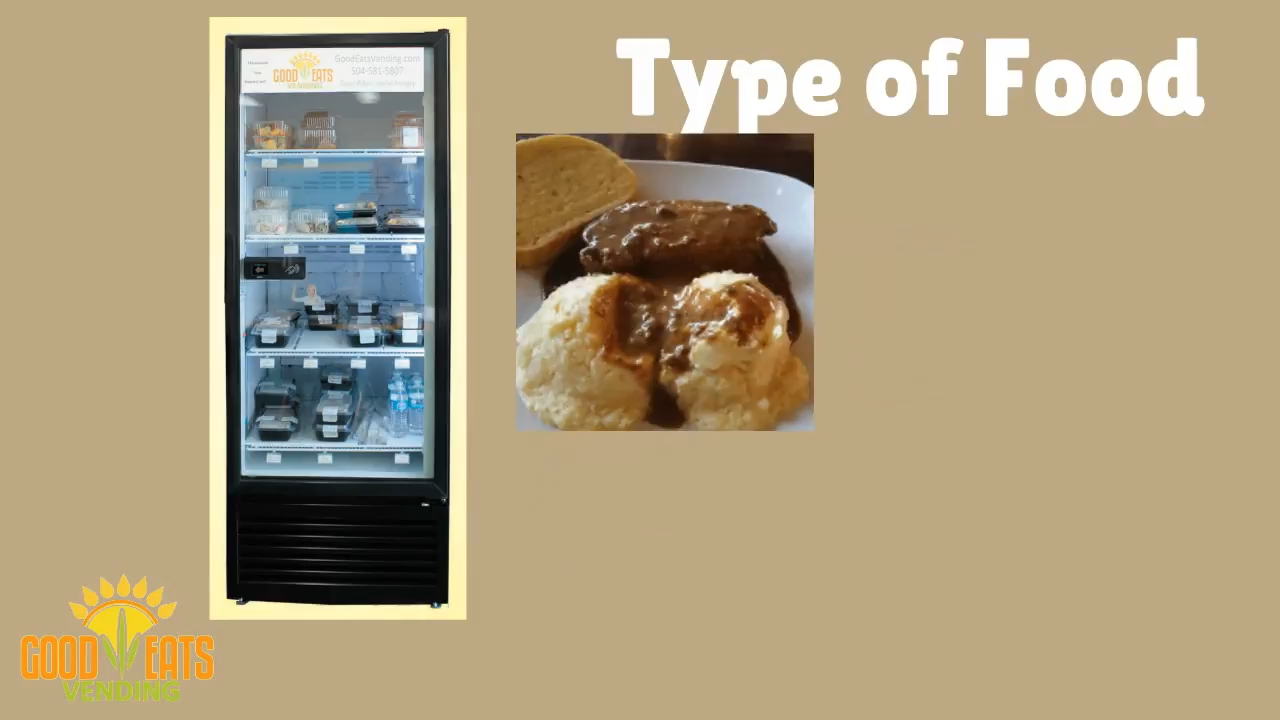 Type of Food
GOOD EATS
VENDING
GoodEatsVending.com
504-581-5807
GOOD EATS
VENDING